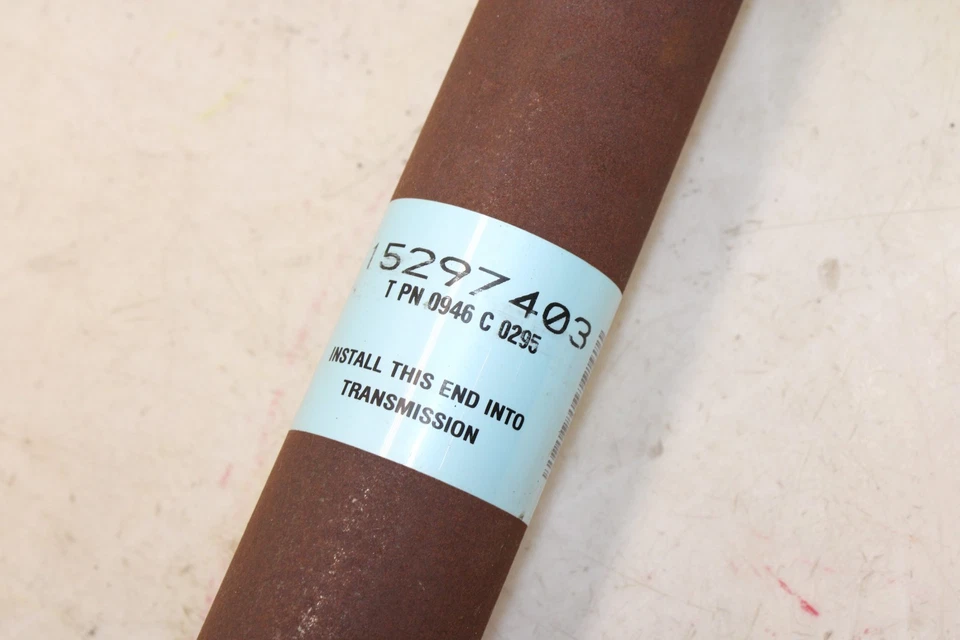 15297403
T PN 0946 C 0295
INSTALL THIS END INTO
TRANSMISSION